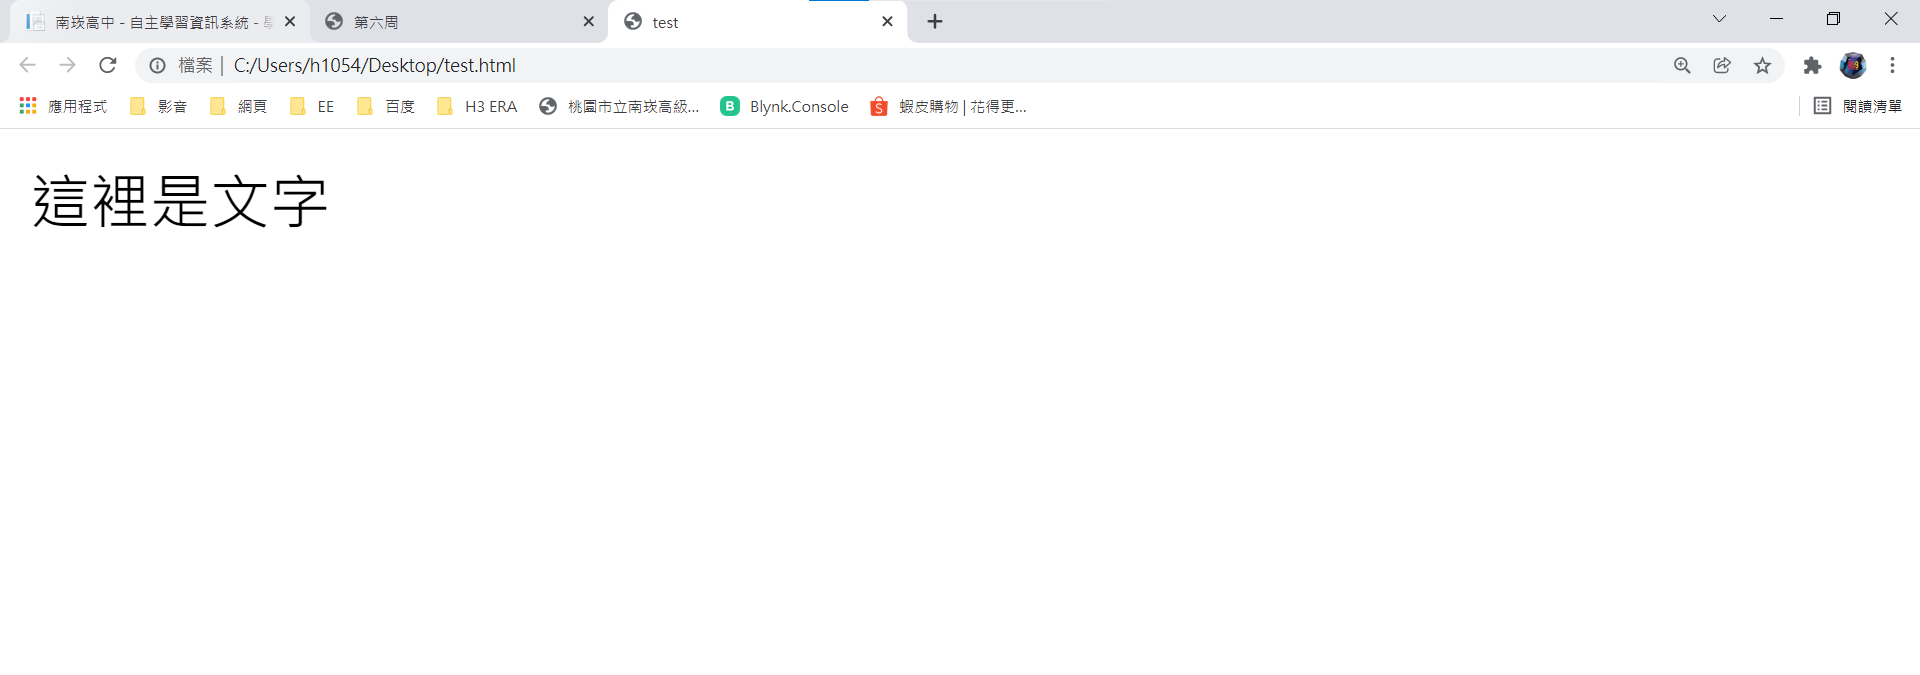 南崁高中 - 自主學習資訊系統 -
第六周
test
檔案 | C:/Users/h1054/Desktop/test.html
應用程式 影音 網頁 EE 百度 H3 ERA 桃園市立南崁高級... B Blynk.Console S 蝦皮購物 | 花得更... 閱讀清單
這裡是文字